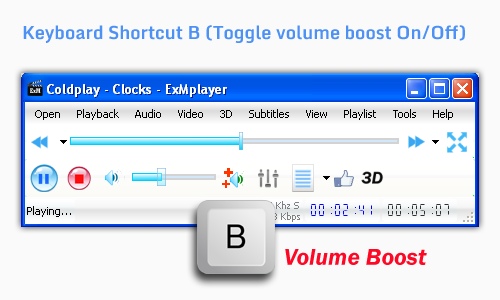 Keyboard Shortcut B (Toggle volume boost On/Off)
ExM Coldplay - Clocks - ExMplayer
Open Playback Audio Video 3D Subtitles View Playlist Tools Help
3D
Playing... Khz S 00:02:41 00:05:07
Kbps
B
Volume Boost